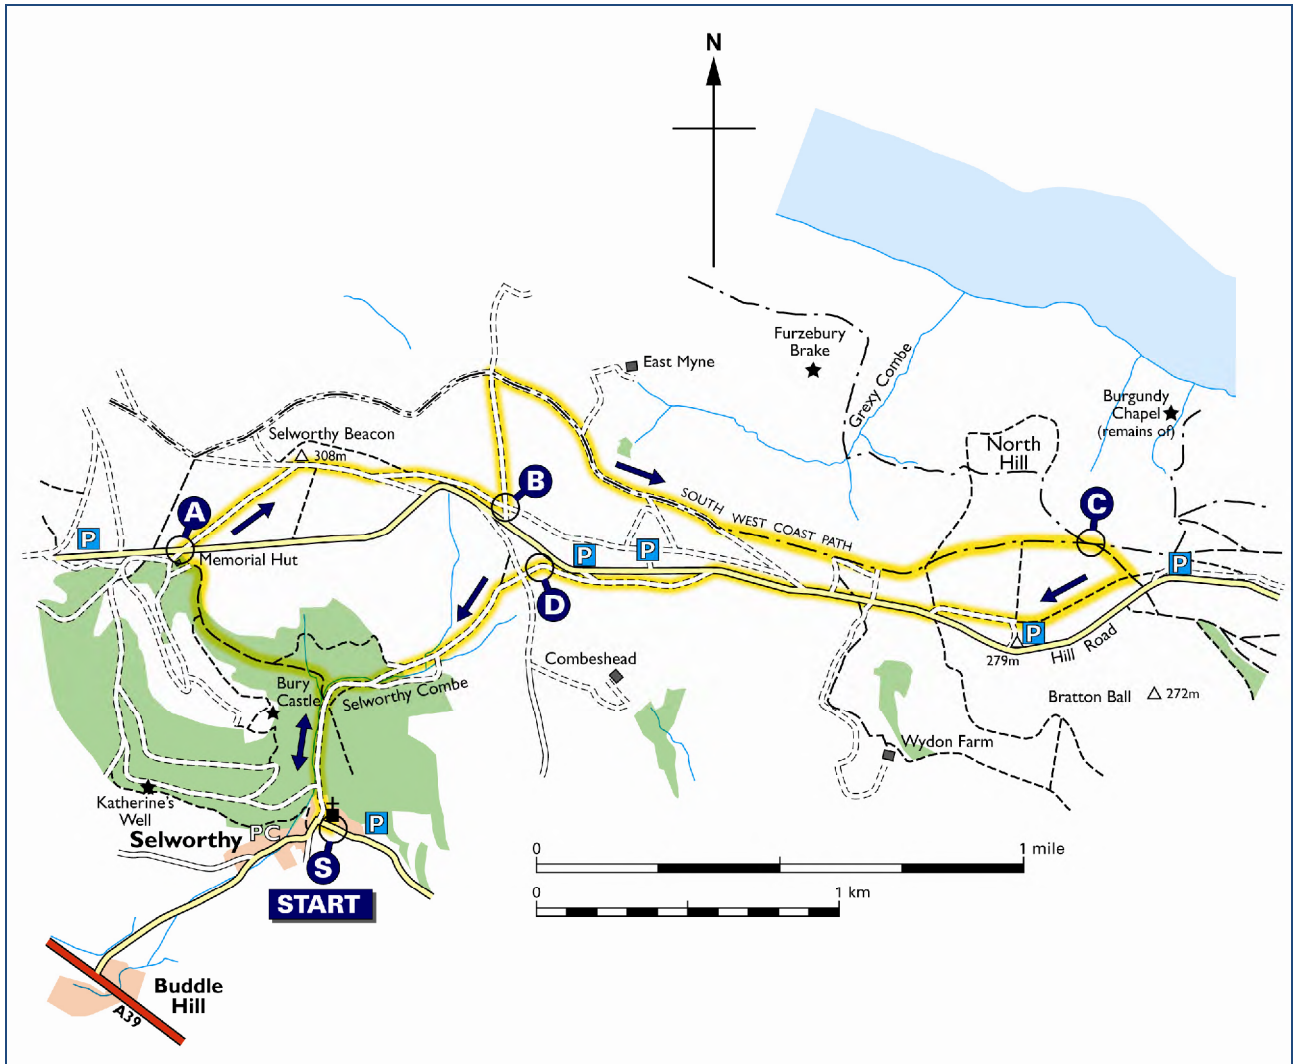 N
Furzebury
Brake
East Myne
Grexy Combe
Burgundy
Chapel
(remains of)
Selworthy Beacon
308m
North
Hill
B
A
C
SOUTH WEST COAST PATH
P
Memorial Hut
P
P
P
D
P
Hill Road
279m
Combeshead
Bury
Castle
Selworthy Combe
Bratton Ball
272m
Wydon Farm
Katherine's
Well
Selworthy
PC
P
S
START
0
1 mile
0
1 km
Buddle
Hill
A39